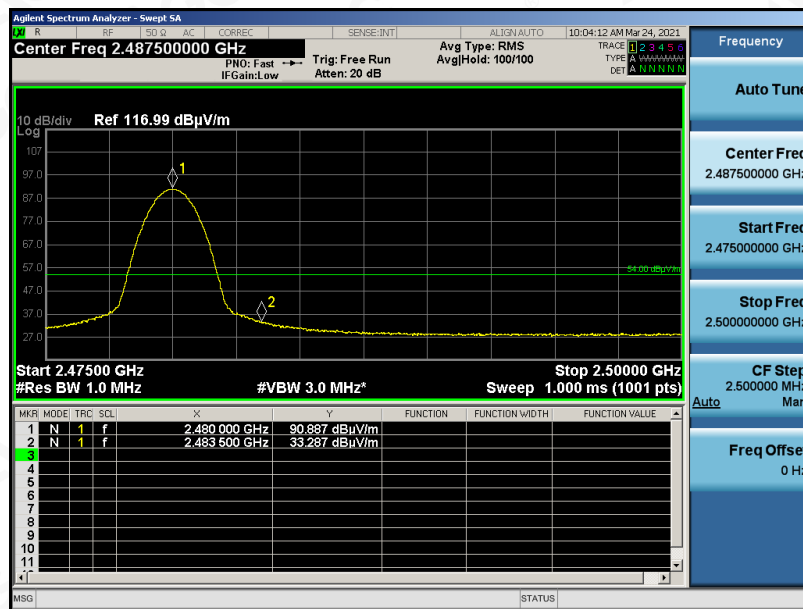 Agilent Spectrum Analyzer - Swept SA
LXI R RF 50 Ω AC CORREC SENSE:INT ALIGN AUTO 10:04:12 AM Mar 24, 2021
Center Freq 2.487500000 GHz
PNO: Fast
IFGain:Low
Trig: Free Run
Atten: 20 dB
Avg Type: RMS
Avg|Hold: 100/100
TRACE 1 2 3 4 5 6
TYPE A WWWWW
DET A N N N N N
10 dB/div Ref 116.99 dBµV/m
Log
107
97.0
87.0
77.0
67.0
57.0
47.0
37.0
27.0
1
2
54.00 dBµV/m
Start 2.47500 GHz Stop 2.50000 GHz
#Res BW 1.0 MHz #VBW 3.0 MHz* Sweep 1.000 ms (1001 pts)
MKR MODE TRC SCL X Y FUNCTION FUNCTION WIDTH FUNCTION VALUE
1 N 1 f 2.480 000 GHz 90.887 dBµV/m
2 N 1 f 2.483 500 GHz 33.287 dBµV/m
3
4
5
6
7
8
9
10
11
MSG STATUS
Frequency
Auto Tune
Center Freq
2.487500000 GHz
Start Freq
2.475000000 GHz
Stop Freq
2.500000000 GHz
CF Step
2.500000 MHz
Auto Man
Freq Offset
0 Hz